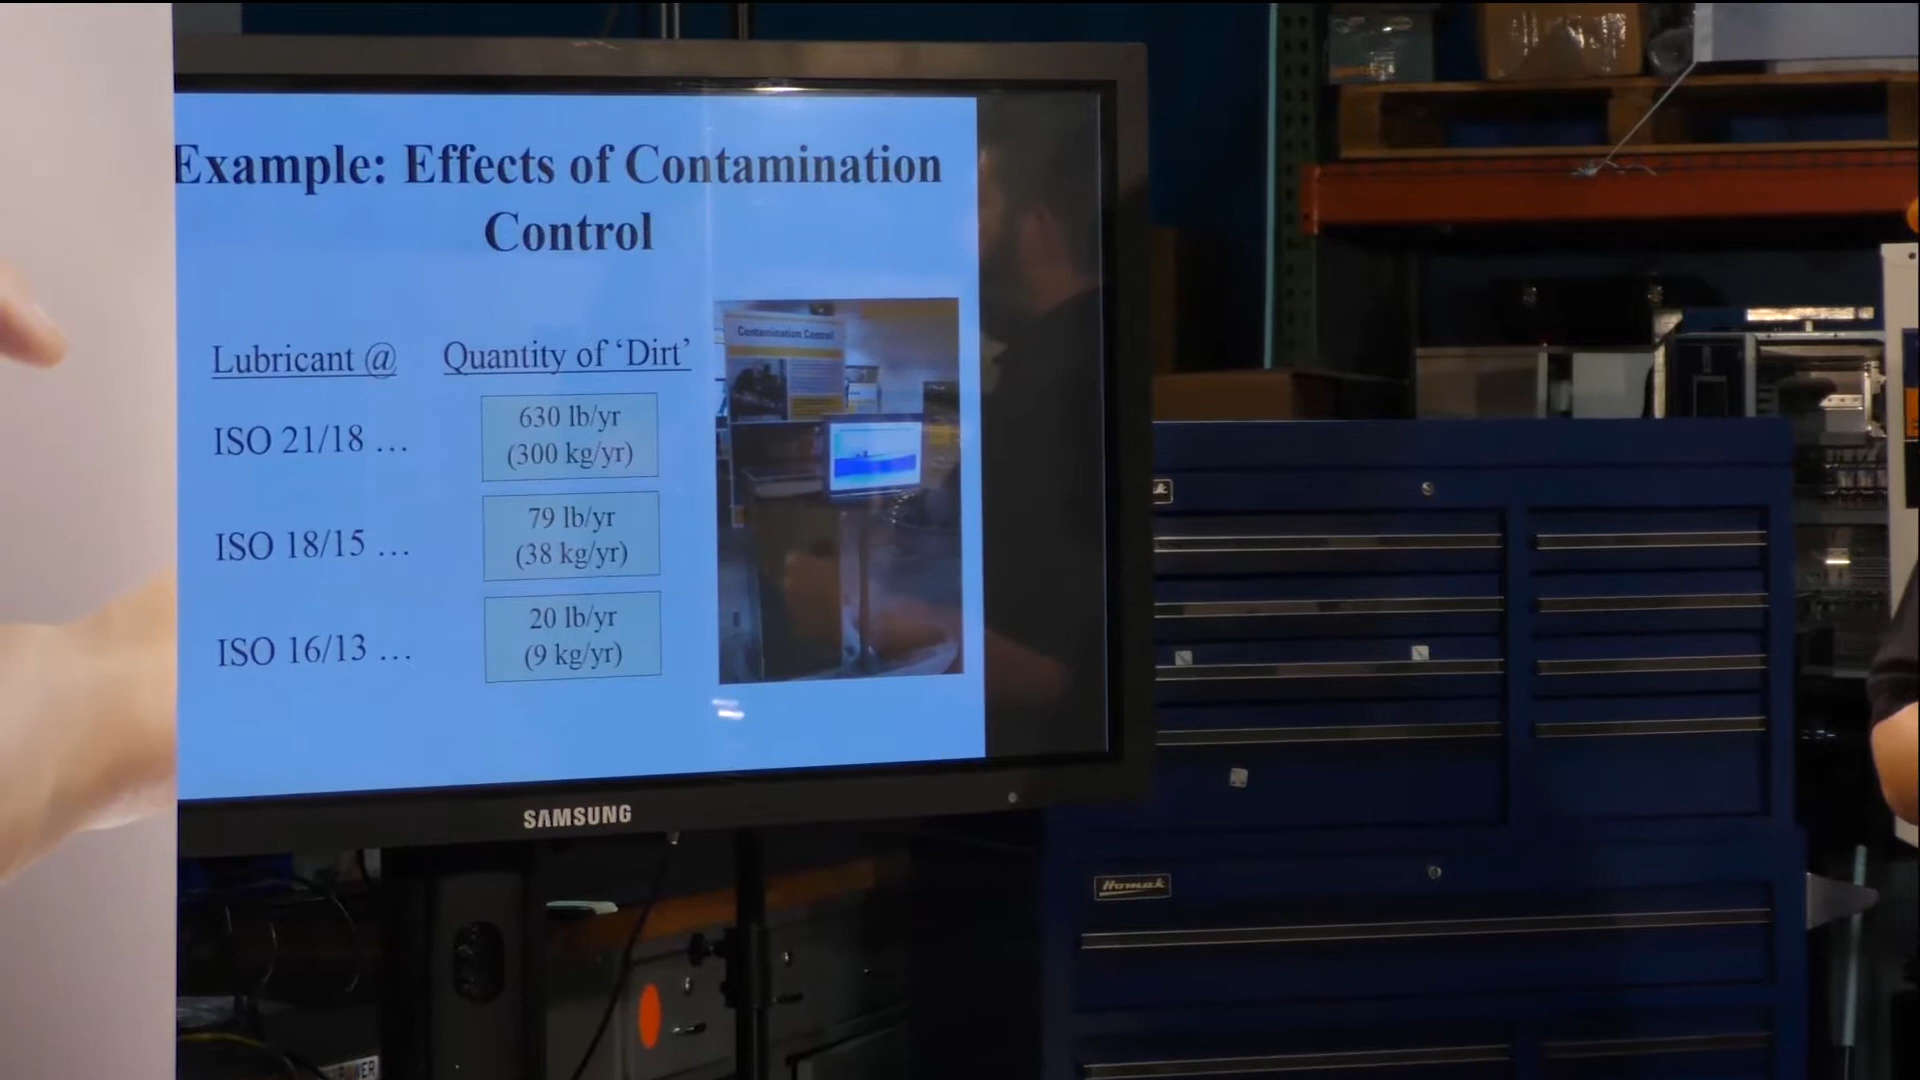 Example: Effects of Contamination
Control
Lubricant @
Quantity of ‘Dirt’
ISO 21/18 …
630 lb/yr
(300 kg/yr)
ISO 18/15 …
79 lb/yr
(38 kg/yr)
ISO 16/13 …
20 lb/yr
(9 kg/yr)
Contamination Control
SAMSUNG
Homak